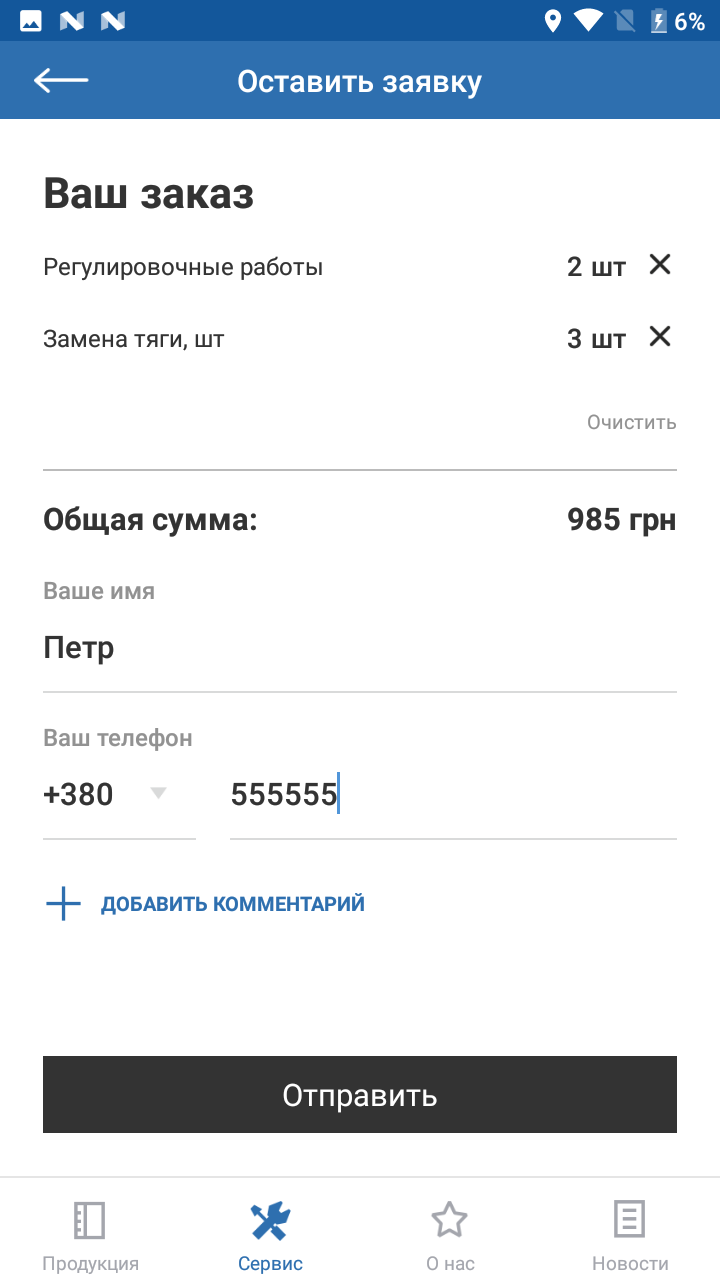 6%
Оставить заявку
Ваш заказ
Регулировочные работы 2 шт
Замена тяги, шт 3 шт
Очистить
Общая сумма: 985 грн
Ваше имя
Петр
Ваш телефон
+380 555555
ДОБАВИТЬ КОММЕНТАРИЙ
Отправить
Продукция Сервис О нас Новости